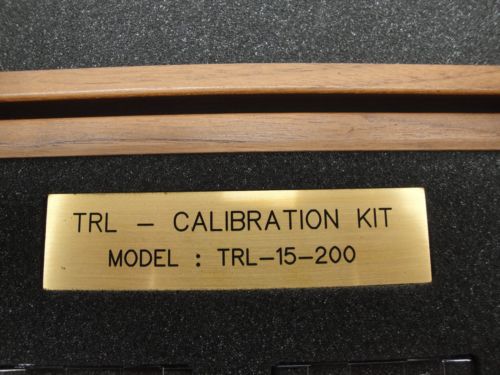 TRL - CALIBRATION KIT
MODEL : TRL-15-200